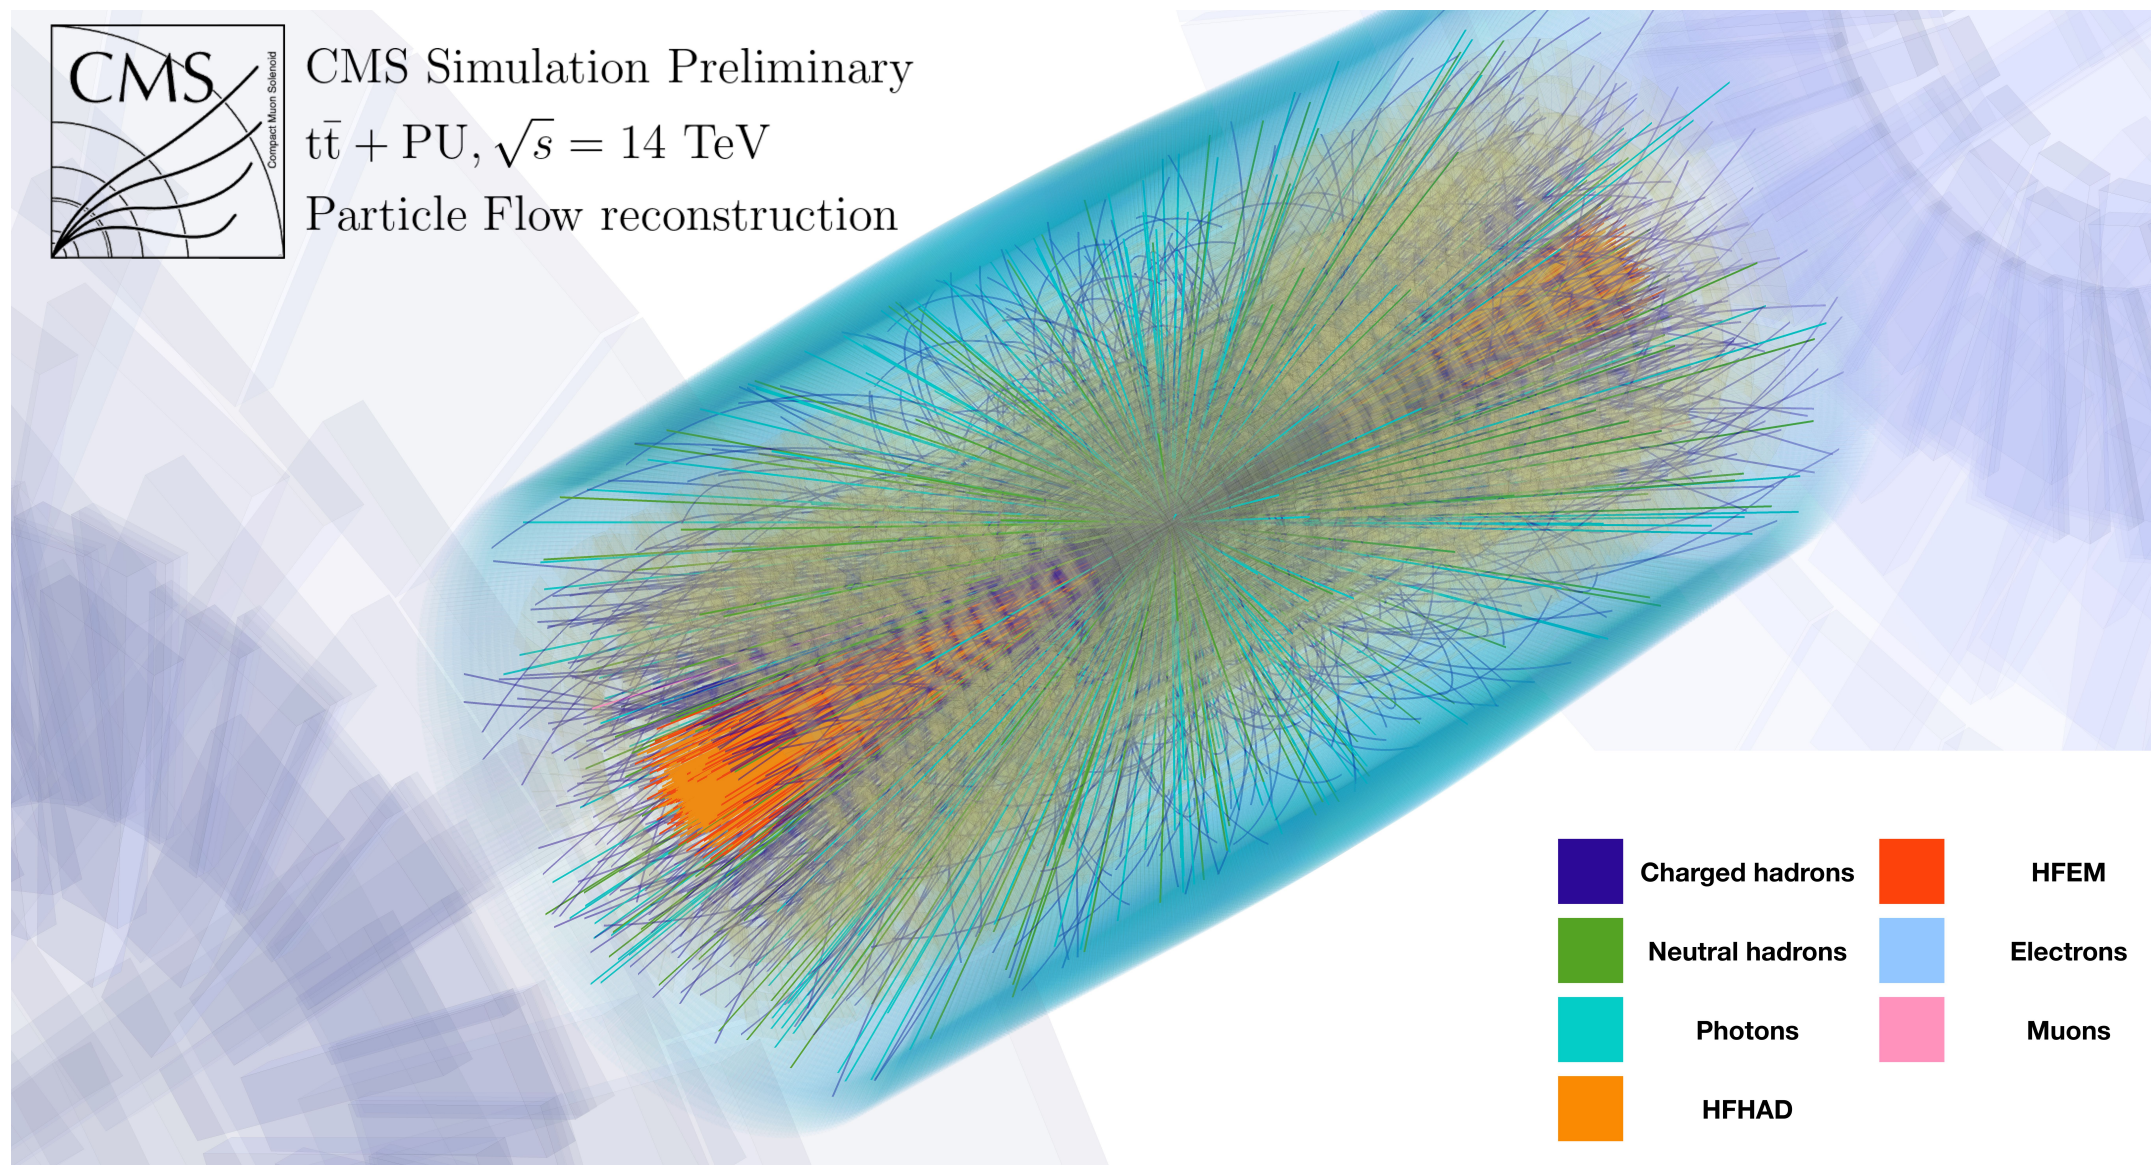 CMS
Compact Muon Solenoid
CMS Simulation Preliminary
tt̄ + PU, √s = 14 TeV
Particle Flow reconstruction
Charged hadrons
HFEM
Neutral hadrons
Electrons
Photons
Muons
HFHAD